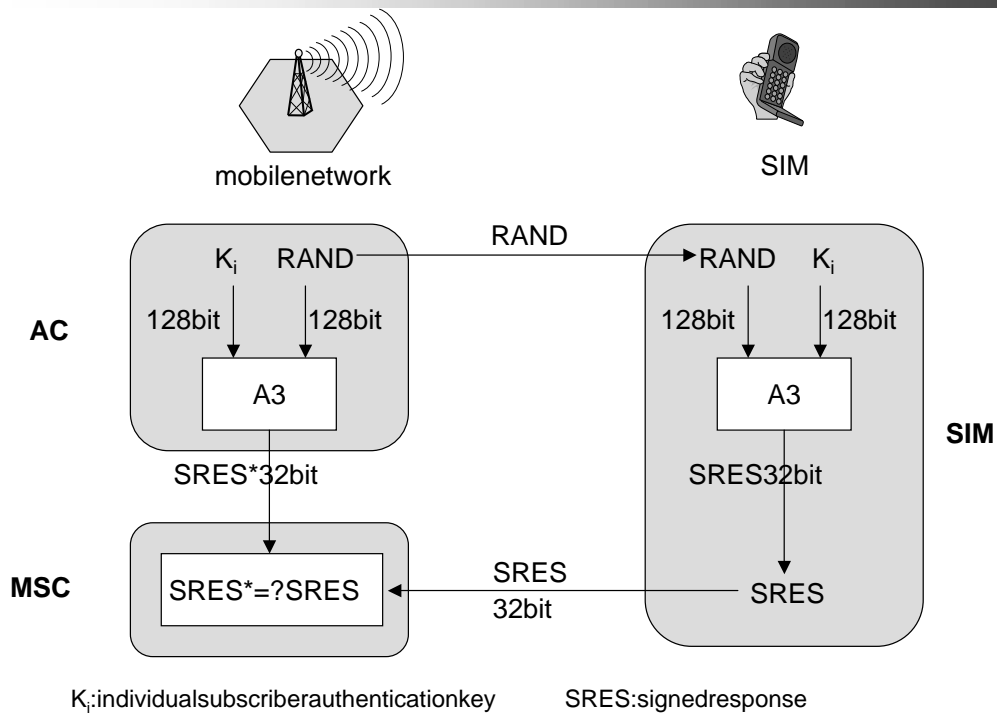 mobilenetwork
SIM
AC
Ki RAND
128bit 128bit
A3
SRES*32bit
RAND
RAND Ki
128bit 128bit
A3
SRES32bit
SIM
MSC
SRES*=?SRES
SRES
32bit
SRES
Ki:individualsubscriberauthenticationkey SRES:signedresponse